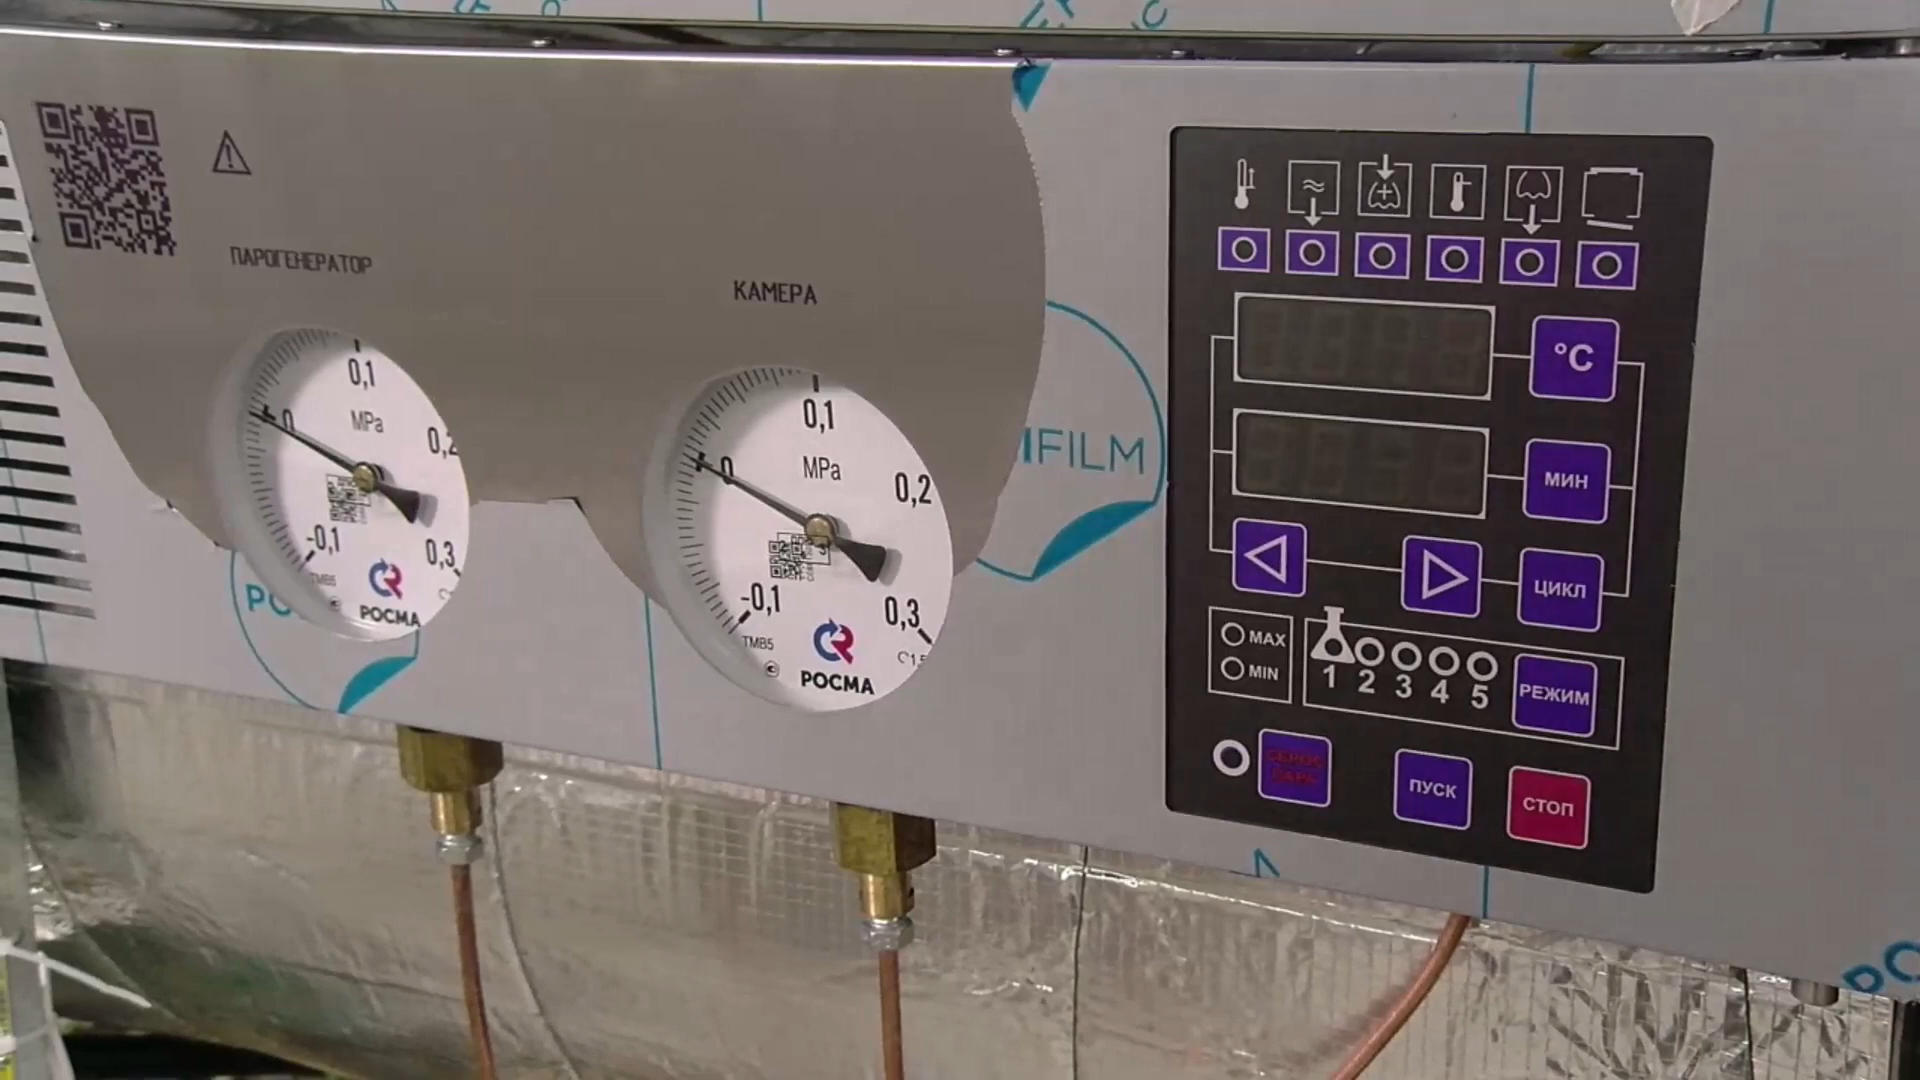 ПАРОГЕНЕРАТОР
0,1
0
MPa
0,2
-0,1
0,3
ТМВ5
РОСМА
КАМЕРА
0,1
0
MPa
0,2
-0,1
0,3
ТМВ5
РОСМА
IFILM
°C
МИН
ЦИКЛ
MAX
MIN
1 2 3 4 5
РЕЖИМ
СБРОС
ПАРА
ПУСК
СТОП